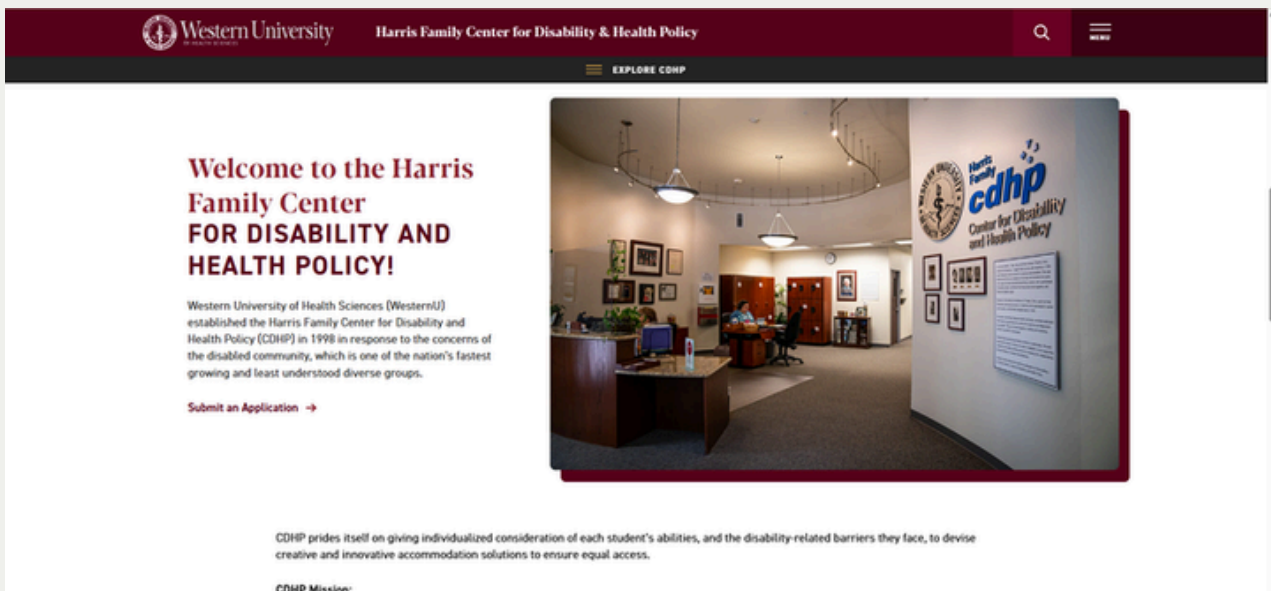 Western University
OF HEALTH SCIENCES
Harris Family Center for Disability & Health Policy
MENU
EXPLORE CDHP
Welcome to the Harris
Family Center
FOR DISABILITY AND
HEALTH POLICY!
Western University of Health Sciences (WesternU)
established the Harris Family Center for Disability and
Health Policy (CDHP) in 1998 in response to the concerns of
the disabled community, which is one of the nation's fastest
growing and least understood diverse groups.
Submit an Application →
Harris
Family
cdhp
Center for Disability
and Health Policy
CDHP prides itself on giving individualized consideration of each student's abilities, and the disability-related barriers they face, to devise
creative and innovative accommodation solutions to ensure equal access.
CDHP Mission: